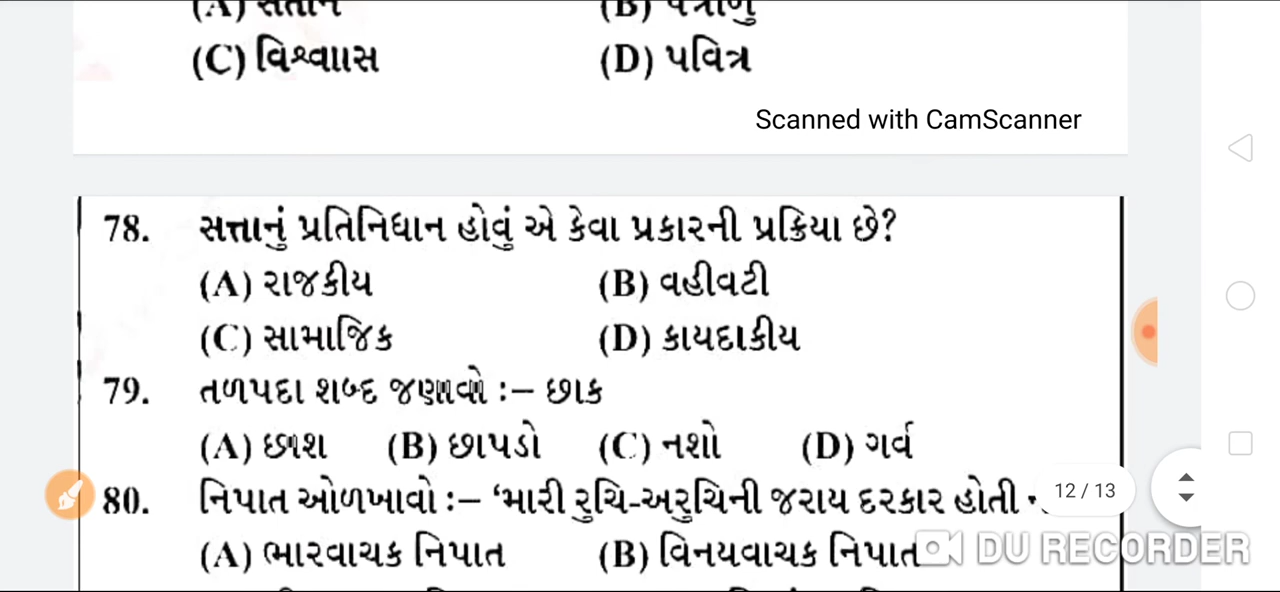 (A) સંતાન (B) પત્રાળુ
(C) વિશ્વાાસ (D) પવિત્ર
Scanned with CamScanner
78. સત્તાનું પ્રતિનિધાન હોવું એ કેવા પ્રકારની પ્રક્રિયા છે?
(A) રાજકીય (B) વહીવટી
(C) સામાજિક (D) કાયદાકીય
79. તળપદા શબ્દ જણાવો :– છાક
(A) છાશ (B) છાપડો (C) નશો (D) ગર્વ
80. નિપાત ઓળખાવો :– ‘મારી રુચિ-અરુચિની જરાય દરકાર હોતી
12 / 13
(A) ભારવાચક નિપાત (B) વિનયવાચક નિપાત
DU RECORDER